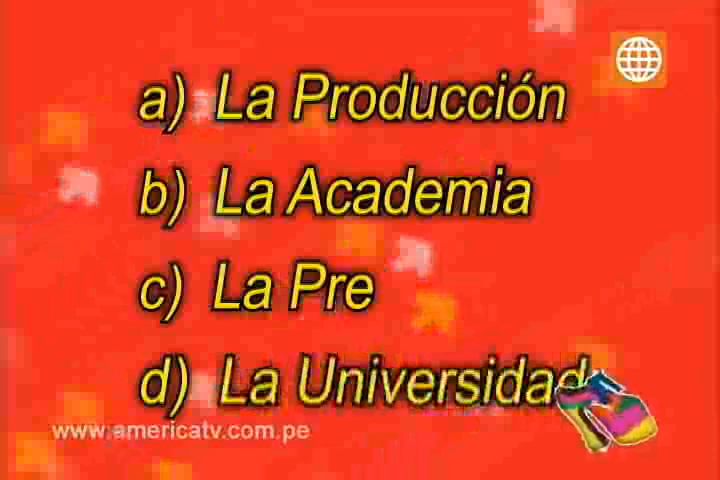 a) La Producción
b) La Academia
c) La Pre
d) La Universidad
www.americatv.com.pe